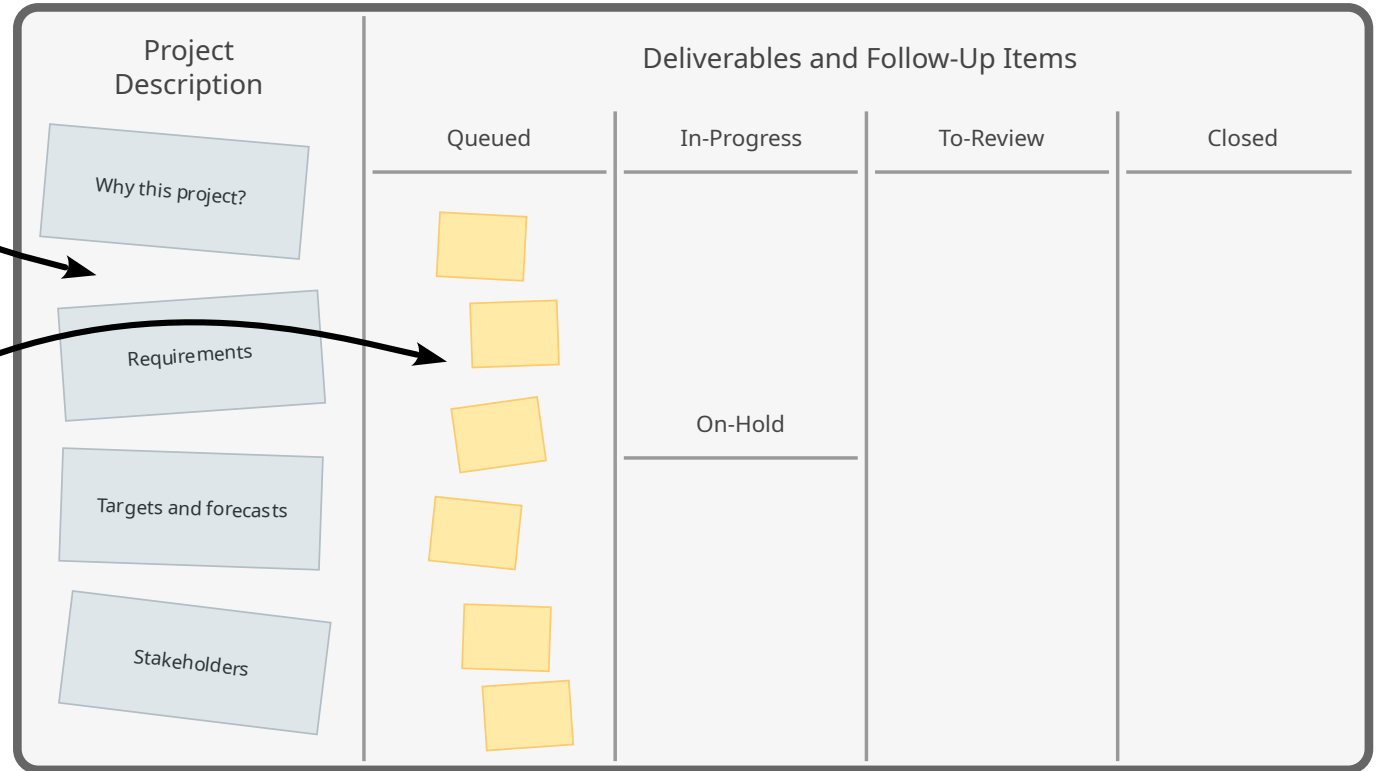 Project
Description
Deliverables and Follow-Up Items
Queued
In-Progress
To-Review
Closed
Why this project?
Requirements
On-Hold
Targets and forecasts
Stakeholders